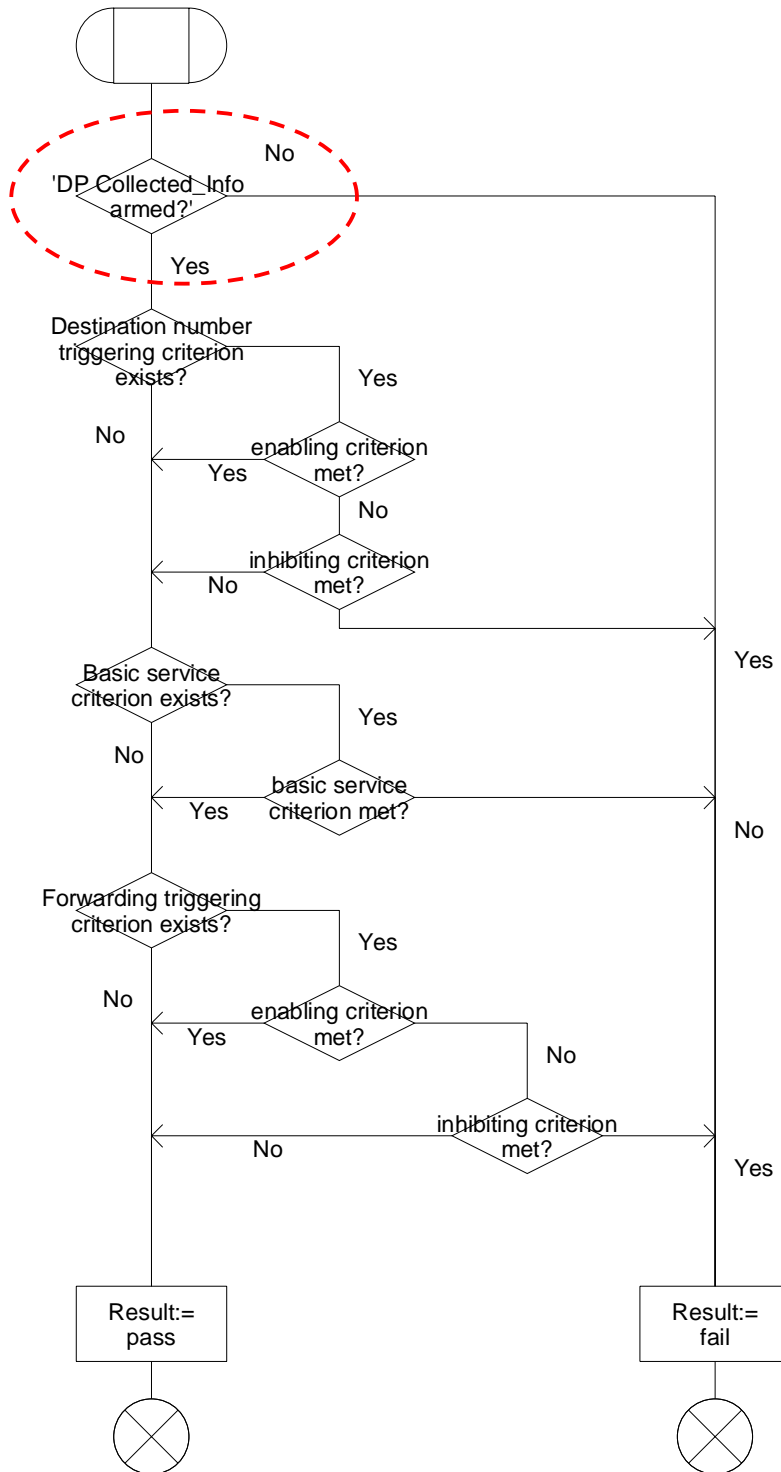 No
'DP Collected_Info
armed?'
Yes
Destination number
triggering criterion
exists?
Yes
No
enabling criterion
met?
Yes
No
inhibiting criterion
met?
No
Yes
Basic service
criterion exists?
Yes
No
basic service
criterion met?
Yes
No
Forwarding triggering
criterion exists?
Yes
No
enabling criterion
met?
Yes
No
inhibiting criterion
met?
No
Yes
Result:=
pass
Result:=
fail